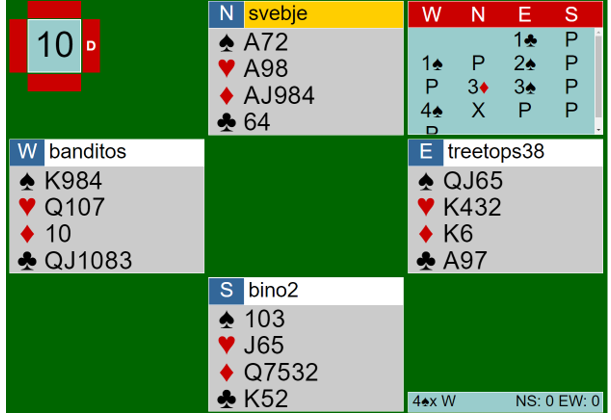 10 D
N svebje
♠ A72
♥ A98
♦ AJ984
♣ 64
W N E S
1♣ P
1♠ P 2♠ P
P 3♦ 3♠ P
4♠ X P P
P
W banditos
♠ K984
♥ Q107
♦ 10
♣ QJ1083
E treetops38
♠ QJ65
♥ K432
♦ K6
♣ A97
S bino2
♠ 103
♥ J65
♦ Q7532
♣ K52
4♠x W NS: 0 EW: 0